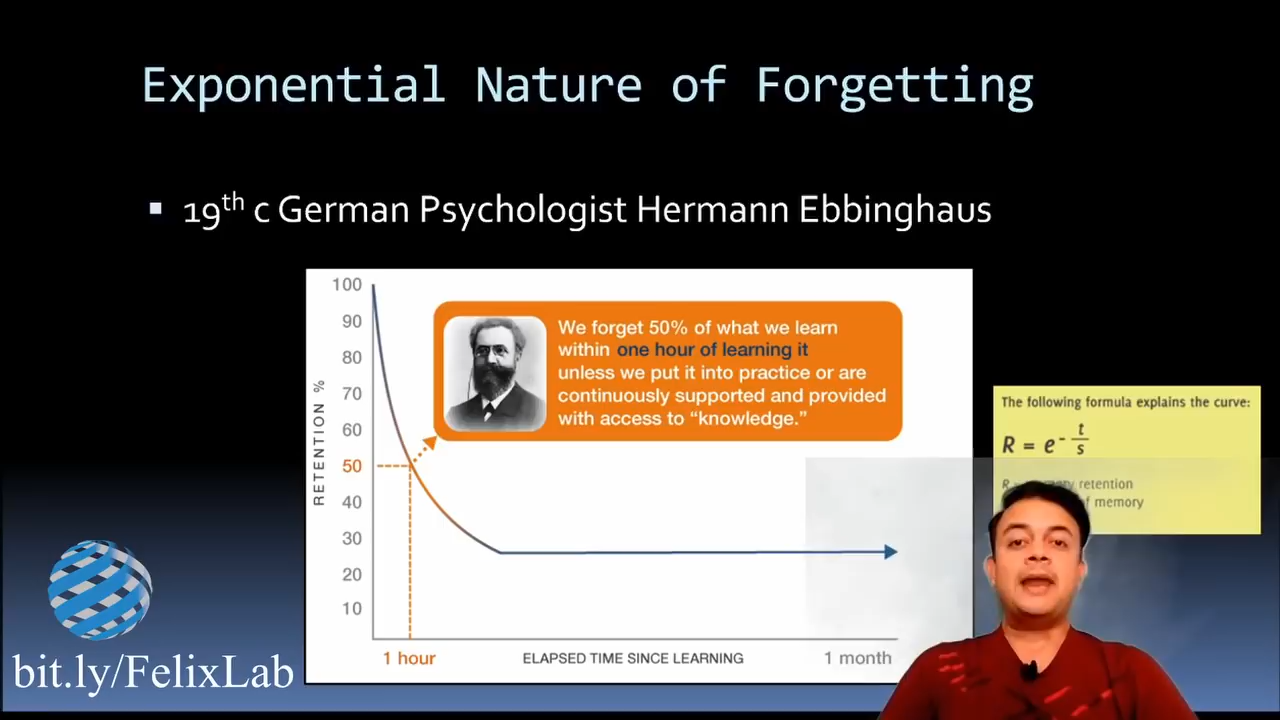 Exponential Nature of Forgetting
19th c German Psychologist Hermann Ebbinghaus
100
90
80
70
60
50
40
30
20
10
RETENTION %
We forget 50% of what we learn
within one hour of learning it
unless we put it into practice or are
continuously supported and provided
with access to “knowledge.”
1 hour
ELAPSED TIME SINCE LEARNING
1 month
The following formula explains the curve:
R = e- t/s
R retention
of memory
bit.ly/FelixLab